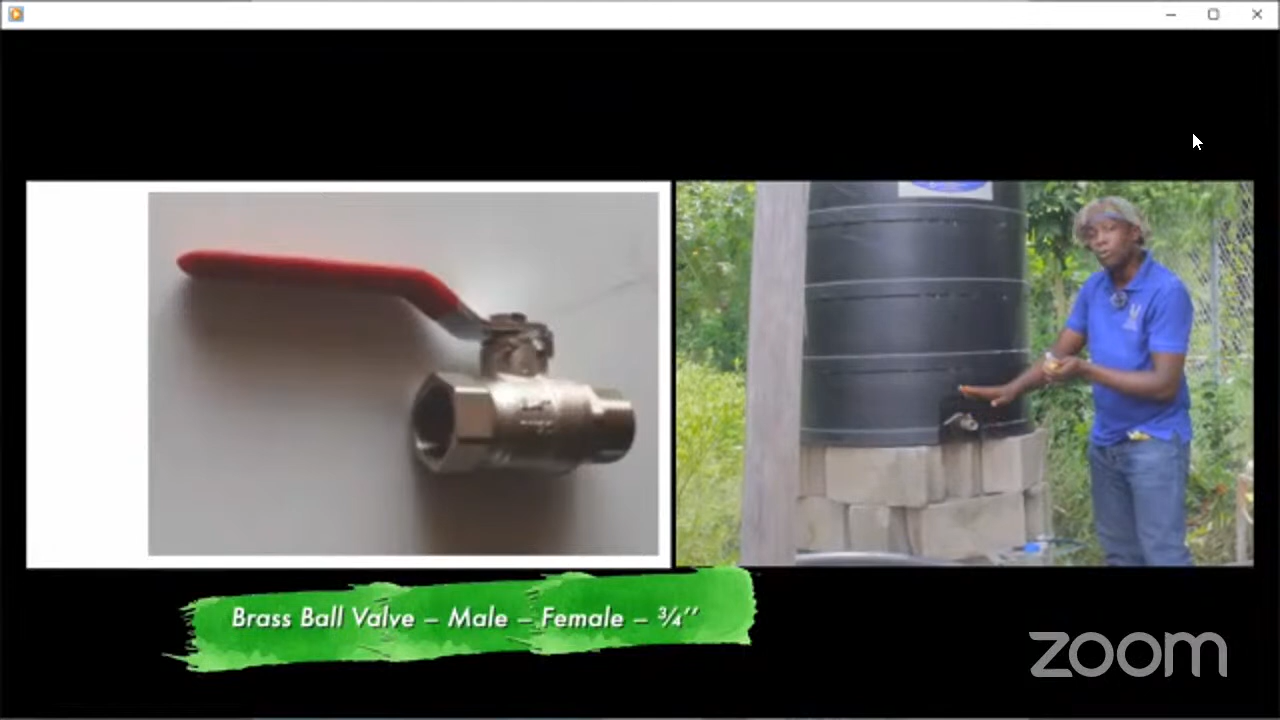 Brass Ball Valve – Male – Female – ¾’’
zoom